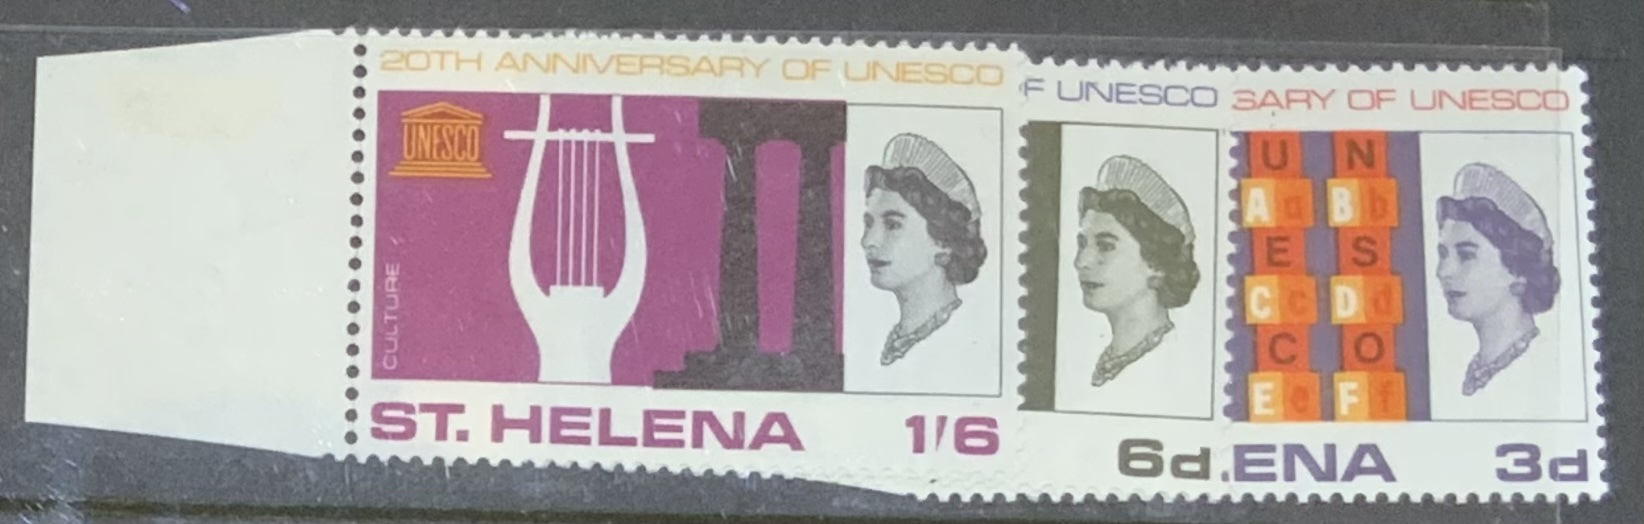 20TH ANNIVERSARY OF UNESCO
UNESCO
CULTURE
ST. HELENA 1/6
F UNESCO
6d
SARY OF UNESCO
U N
A a B b
E S
C c D d
C O
E e F f
.ENA 3d